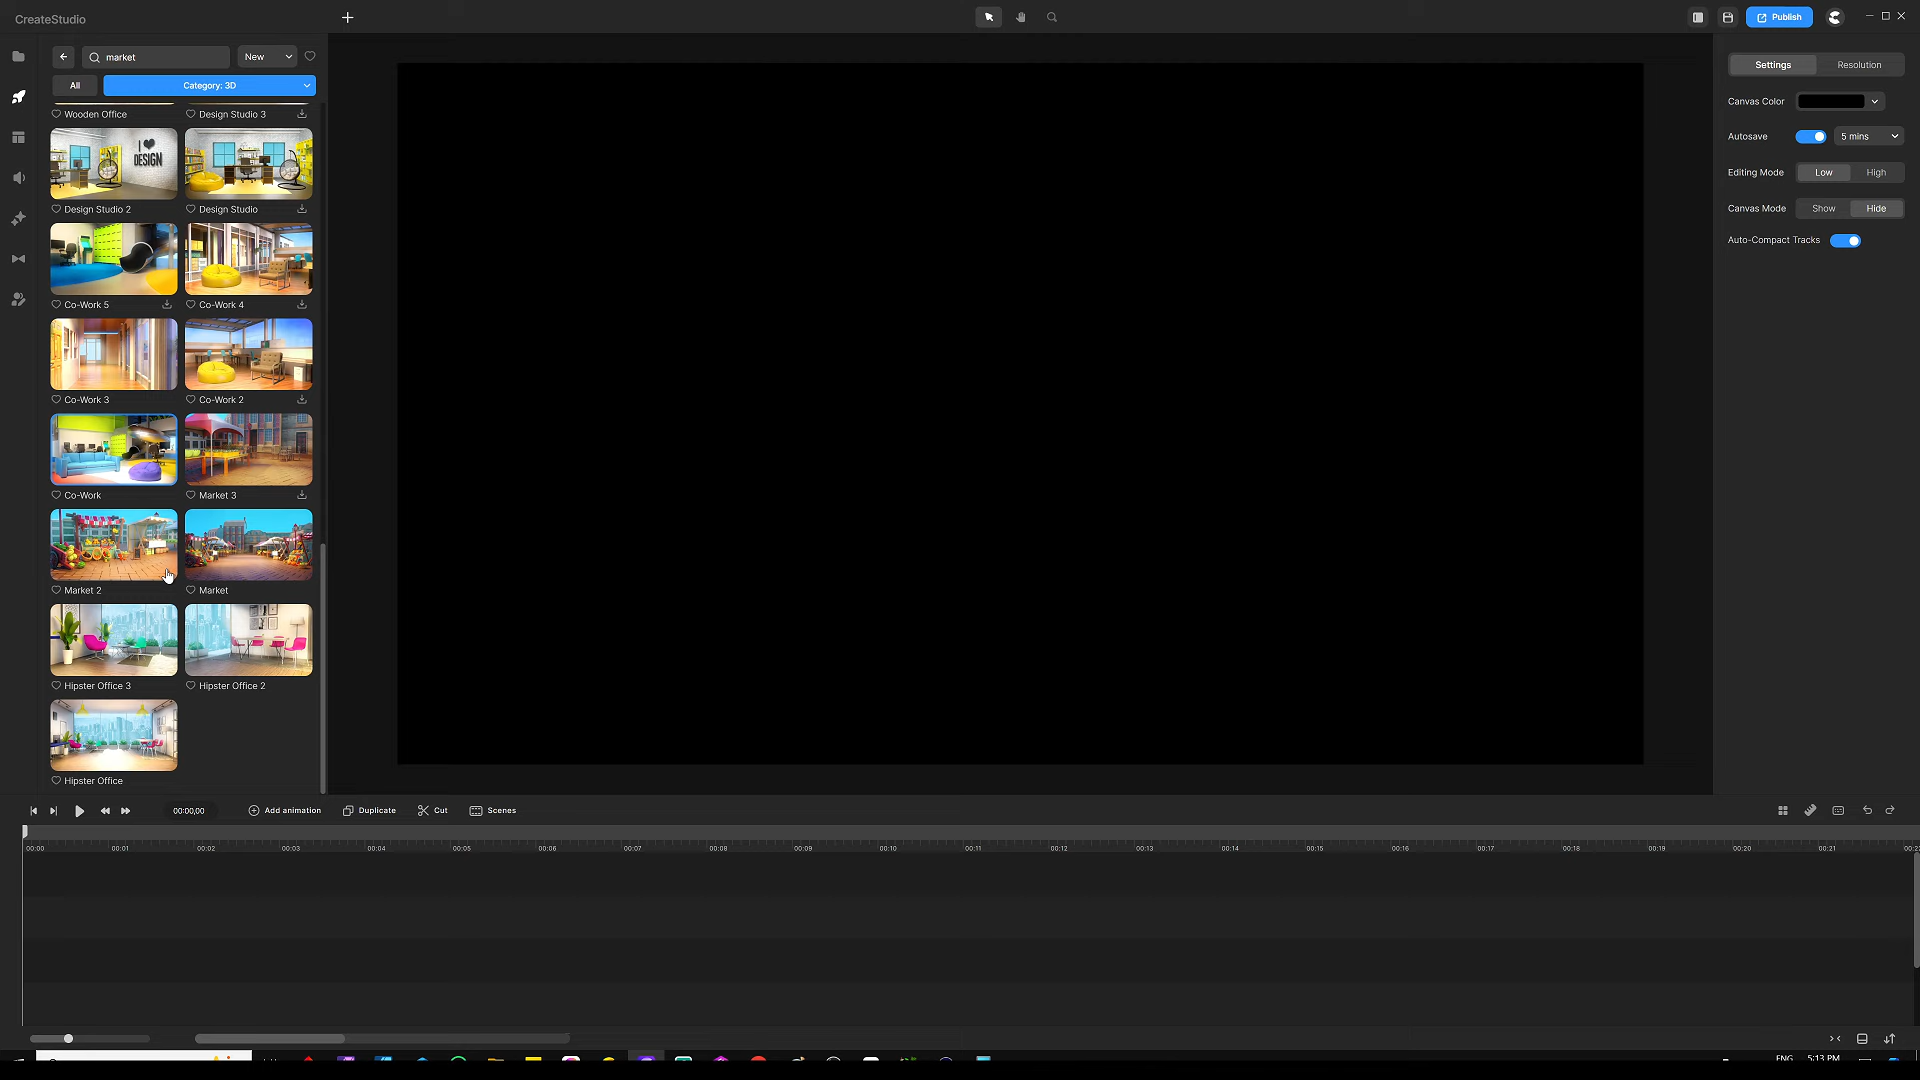 CreateStudio
Publish
market
New
All
Category: 3D
Wooden Office
Design Studio 3
I ❤ DESIGN
Design Studio 2
Design Studio
Co-Work 5
Co-Work 4
Co-Work 3
Co-Work 2
Co-Work
Market 3
Market 2
Market
Hipster Office 3
Hipster Office 2
Hipster Office
Settings
Resolution
Canvas Color
Autosave
5 mins
Editing Mode
Low
High
Canvas Mode
Show
Hide
Auto-Compact Tracks
00:00,00
Add animation
Duplicate
Cut
Scenes
00:00 00:01 00:02 00:03 00:04 00:05 00:06 00:07 00:08 00:09 00:10 00:11 00:12 00:13 00:14 00:15 00:16 00:17 00:18 00:19 00:20 00:21
ENG
5:13 PM